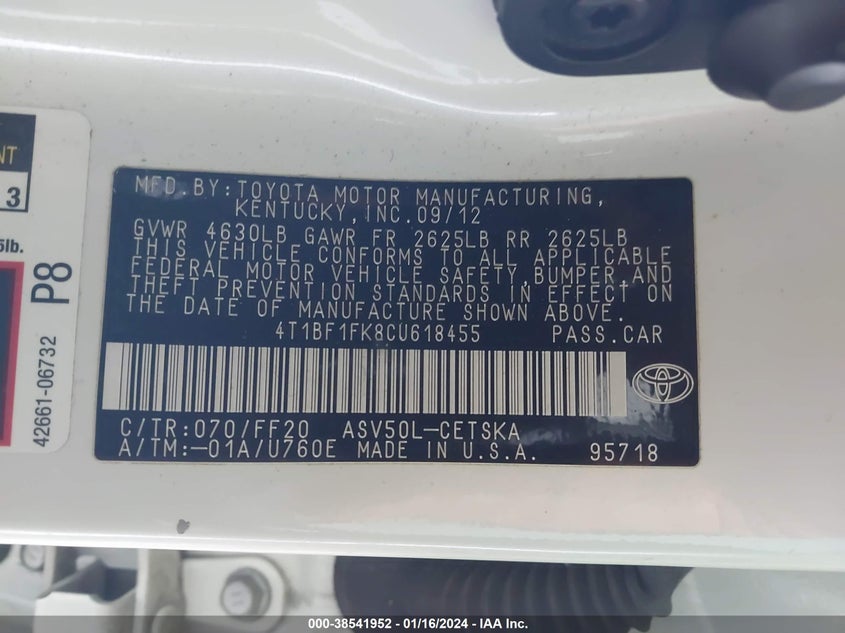 NT
3
5lb.
P8
42661-06732
MFD.BY:TOYOTA MOTOR MANUFACTURING,
KENTUCKY,INC.09/12
GVWR 4630LB GAWR FR 2625LB RR 2625LB
THIS VEHICLE CONFORMS TO ALL APPLICABLE
FEDERAL MOTOR VEHICLE SAFETY,BUMPER,AND
THEFT PREVENTION STANDARDS IN EFFECT ON
THE DATE OF MANUFACTURE SHOWN ABOVE.
4T1BF1FK8CU618455 PASS.CAR
C/TR:070/FF20 ASV50L-CETSKA
A/TM:-01A/U760E MADE IN U.S.A. 95718
000-38541952 / 01/16/2024 - IAA Inc.